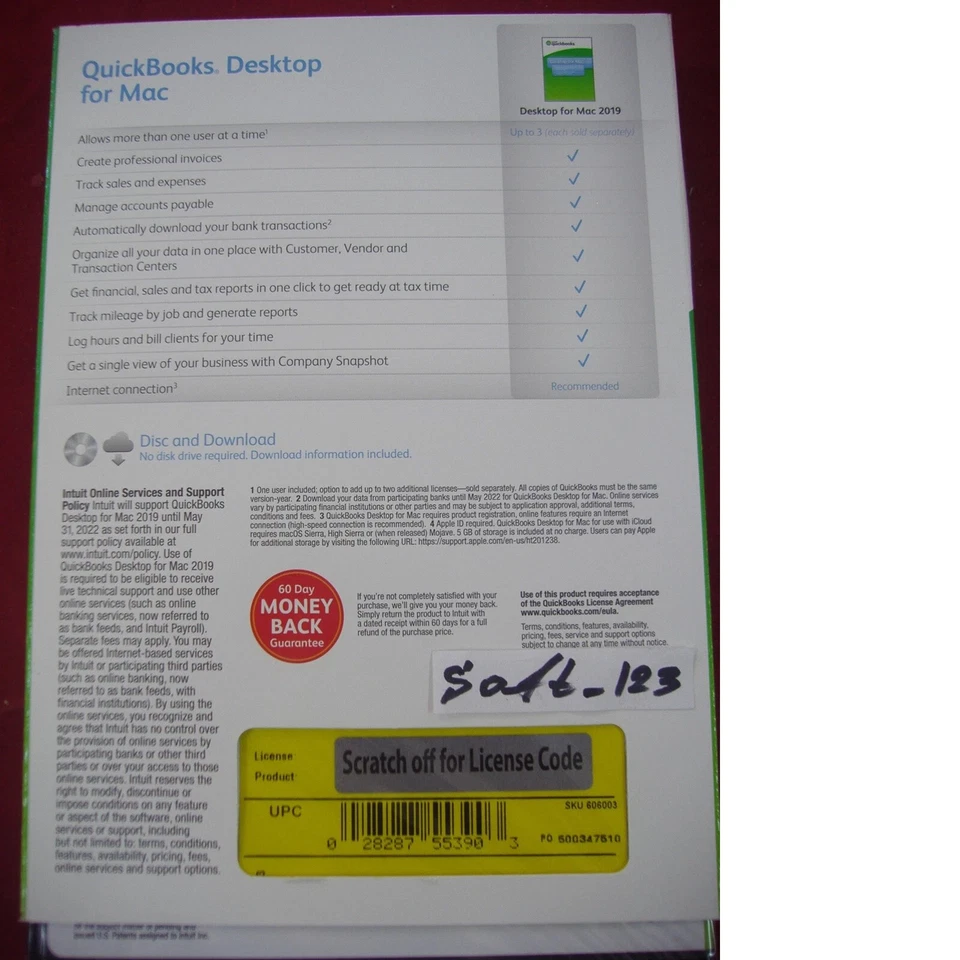 QuickBooks® Desktop
for Mac
QuickBooks
Desktop for Mac 2019
Allows more than one user at a time¹ Up to 3 (each sold separately)
Create professional invoices ✓
Track sales and expenses ✓
Manage accounts payable ✓
Automatically download your bank transactions² ✓
Organize all your data in one place with Customer, Vendor and
Transaction Centers ✓
Get financial, sales and tax reports in one click to get ready at tax time ✓
Track mileage by job and generate reports ✓
Log hours and bill clients for your time ✓
Get a single view of your business with Company Snapshot ✓
Internet connection³ Recommended
Disc and Download
No disk drive required. Download information included.
Intuit Online Services and Support
Policy Intuit will support QuickBooks
Desktop for Mac 2019 until May
31, 2022 as set forth in our full
support policy available at
www.intuit.com/policy. Use of
QuickBooks Desktop for Mac 2019
is required to be eligible to receive
live technical support and use other
online services (such as online
banking services, now referred to
as bank feeds, and Intuit Payroll).
Separate fees may apply. You may
be offered Internet-based services
by Intuit or participating third parties
(such as online banking, now
referred to as bank feeds, with
financial institutions). By using the
online services, you recognize and
agree that Intuit has no control over
the provision of online services by
participating banks or other third
parties or over your access to those
online services. Intuit reserves the
right to modify, discontinue or
impose conditions on any feature
or aspect of the software, online
services or support, including
but not limited to: terms, conditions,
features, availability, pricing, fees,
online services and support options.
1 One user included; option to add up to two additional licenses—sold separately. All copies of QuickBooks must be the same
version-year. 2 Download your data from participating banks until May 2022 for QuickBooks Desktop for Mac. Online services
vary by participating financial institutions or other parties and may be subject to application approval, additional terms,
conditions and fees. 3 QuickBooks Desktop for Mac requires product registration, online features require an Internet
connection (high-speed connection is recommended). 4 Apple ID required. QuickBooks Desktop for Mac for use with iCloud
requires macOS Sierra, High Sierra or (when released) Mojave. 5 GB of storage is included at no charge. Users can pay Apple
for additional storage by visiting the following URL: https://support.apple.com/en-us/ht201238.
60 Day
MONEY
BACK
Guarantee
If you're not completely satisfied with your
purchase, we'll give you your money back.
Simply return the product to Intuit with
a dated receipt within 60 days for a full
refund of the purchase price.
Use of this product requires acceptance
of the QuickBooks License Agreement
www.quickbooks.com/eula.
Terms, conditions, features, availability,
pricing, fees, service and support options
subject to change at any time without notice.
Saft_123
License
Product
Scratch off for License Code
UPC
SKU 606003
0 28287 55390 3
PO 500347510
issued U.S. Patents assigned to Intuit Inc.